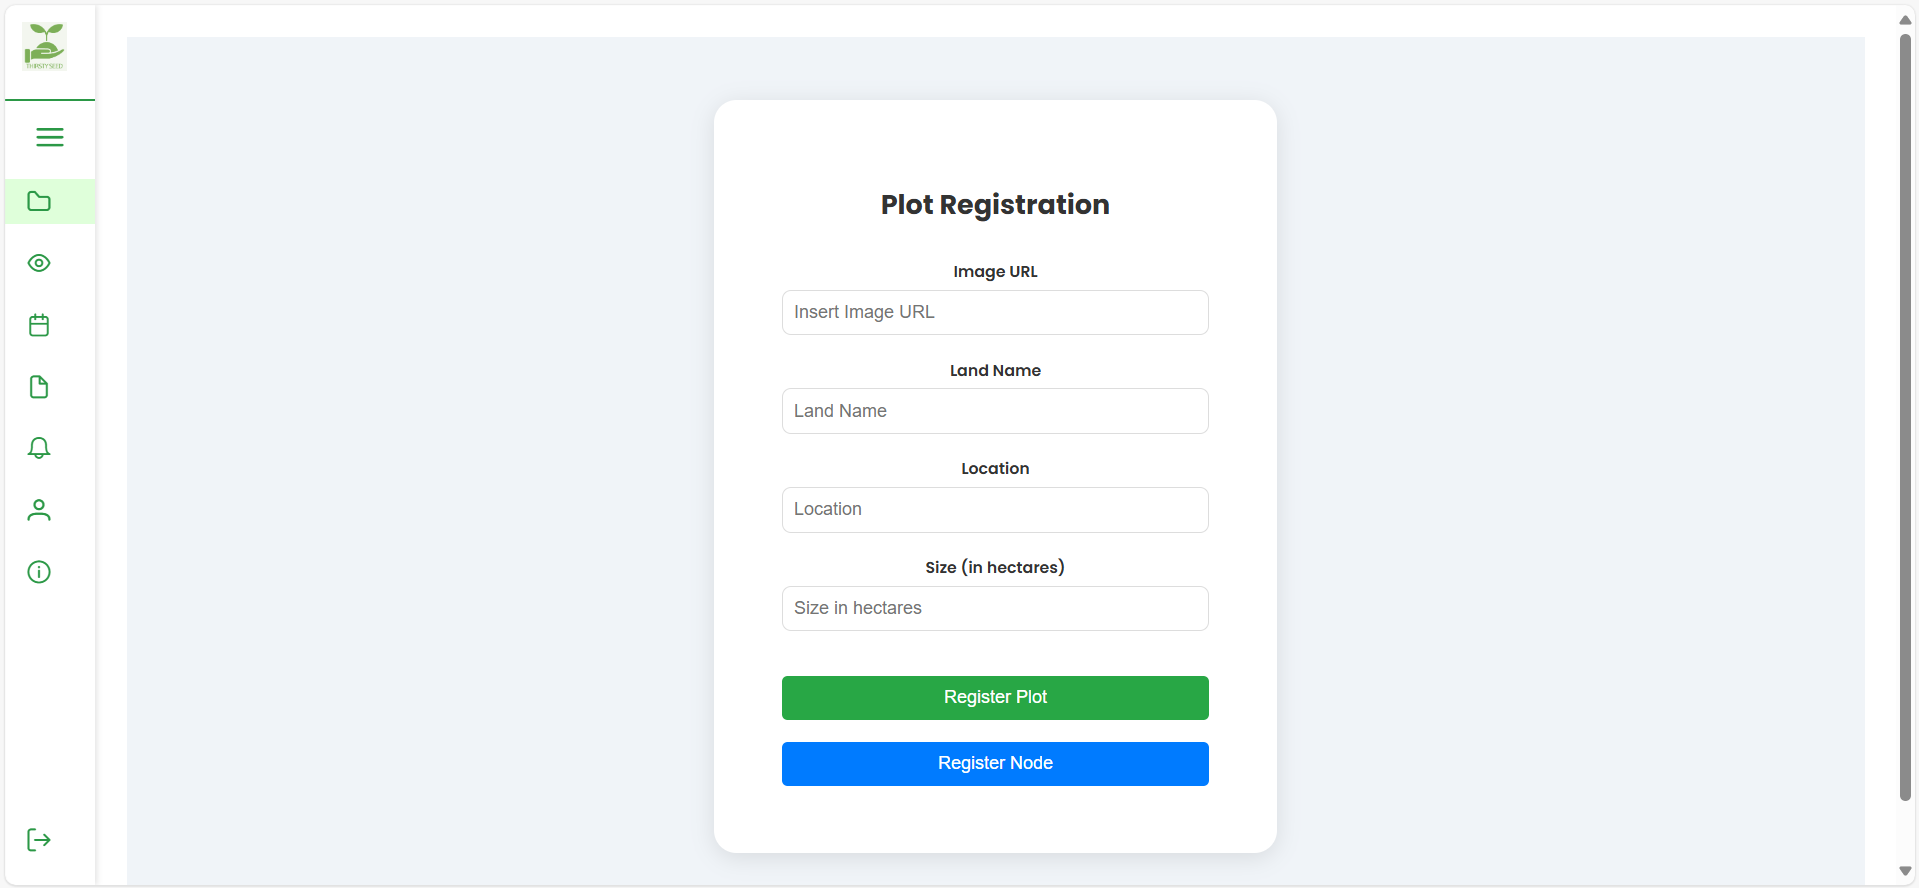 THIRSTY SEED
Plot Registration
Image URL
Insert Image URL
Land Name
Land Name
Location
Location
Size (in hectares)
Size in hectares
Register Plot
Register Node